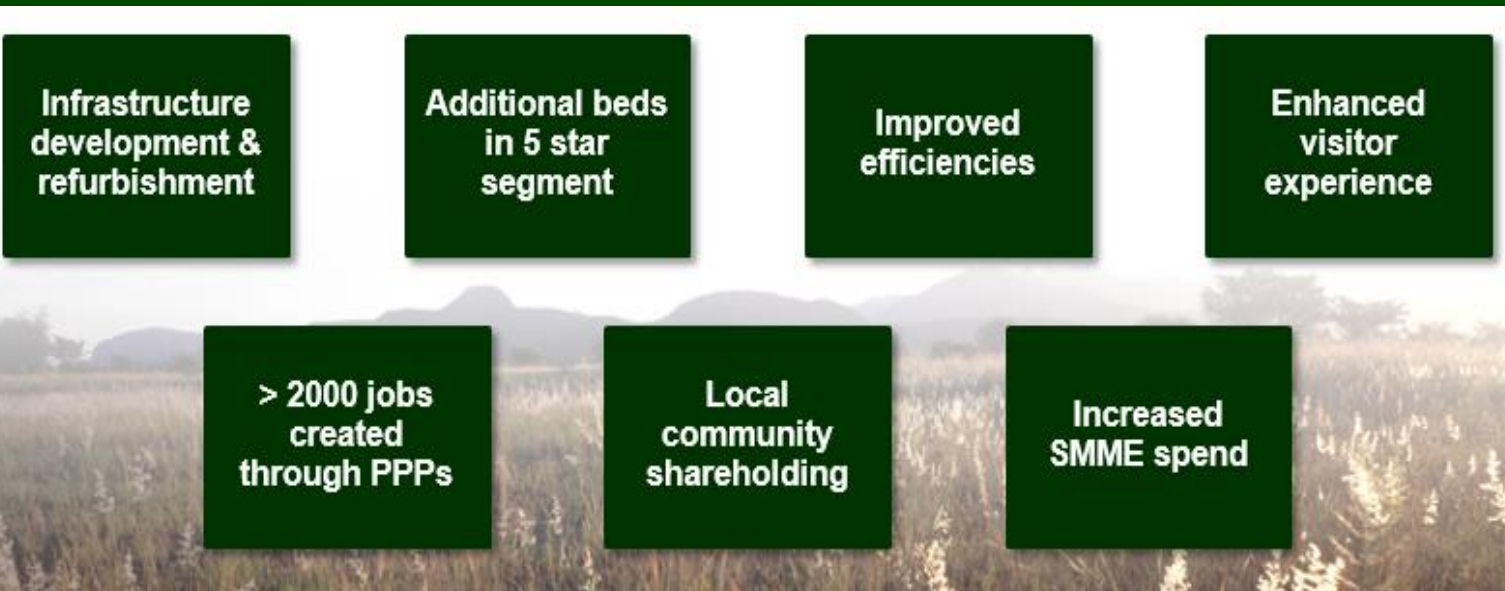 Infrastructure
development &
refurbishment
Additional beds
in 5 star
segment
Improved
efficiencies
Enhanced
visitor
experience
> 2000 jobs
created
through PPPs
Local
community
shareholding
Increased
SMME spend